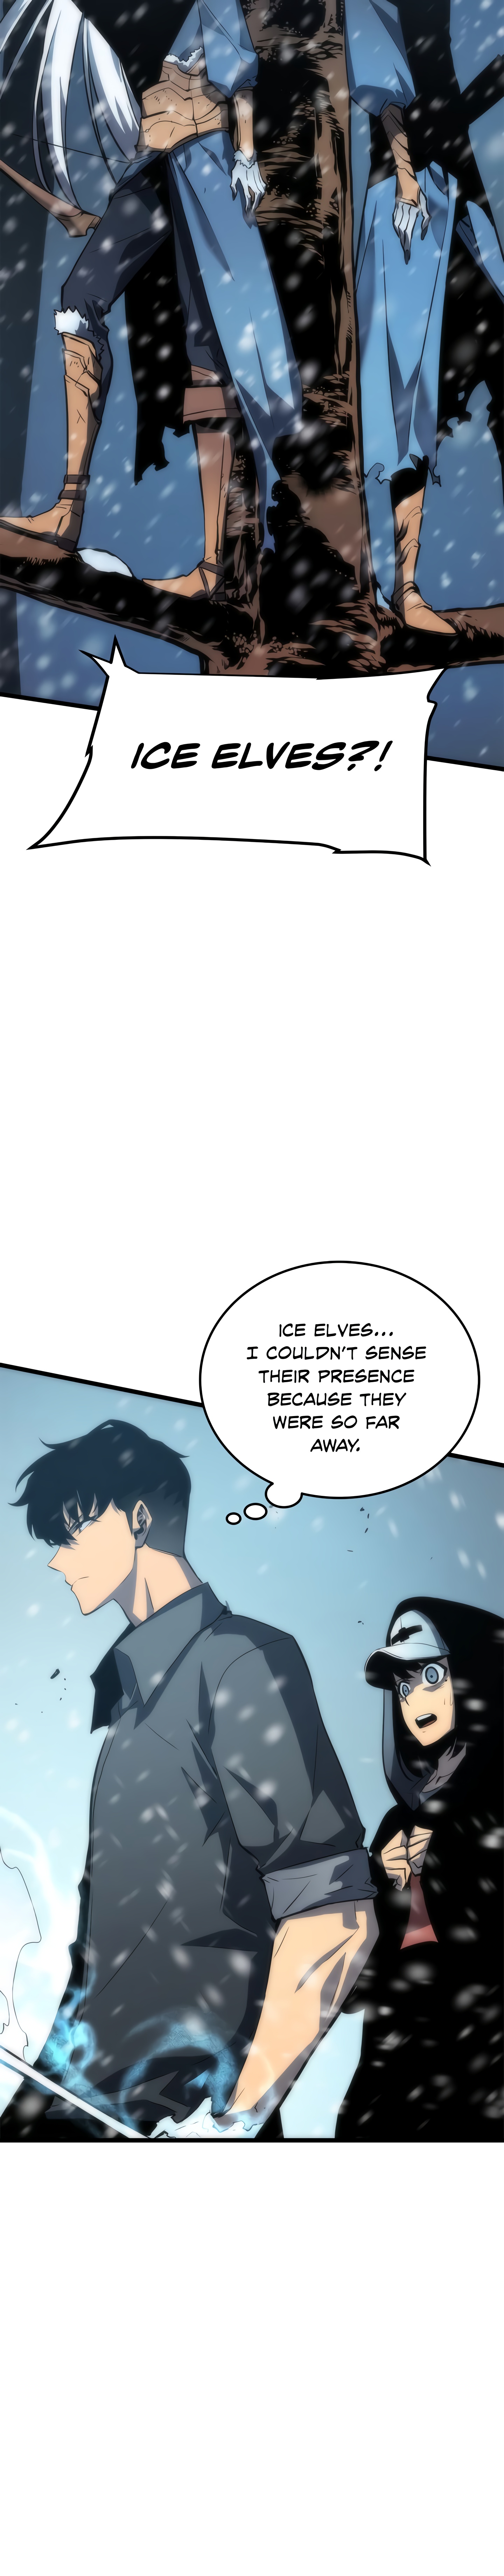 ICE ELVES?!
ICE ELVES...
I COULDN'T SENSE
THEIR PRESENCE
BECAUSE THEY
WERE SO FAR
AWAY.